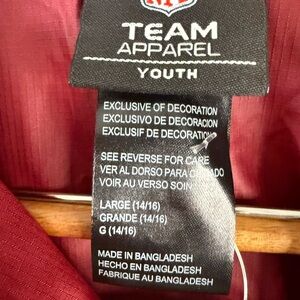 NFL
TEAM
APPAREL
YOUTH
EXCLUSIVE OF DECORATION
EXCLUSIVO DE DECORACION
EXCLUSIF DE DECORATION
SEE REVERSE FOR CARE
VER AL DORSO PARA CUIDADO
VOIR AU VERSO SOIN
LARGE (14/16)
GRANDE (14/16)
G (14/16)
MADE IN BANGLADESH
HECHO EN BANGLADESH
FABRIQUE AU BANGLADESH